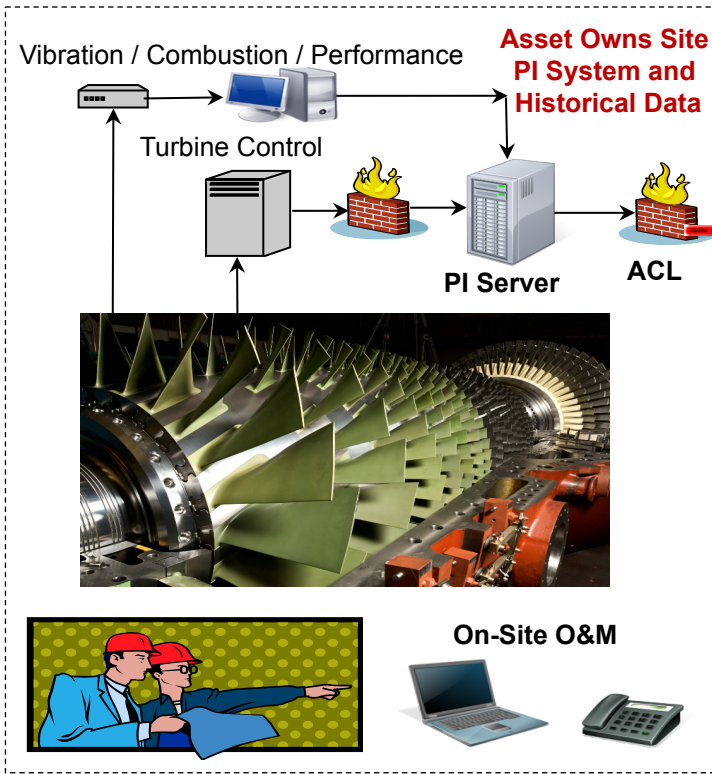 Vibration / Combustion / Performance
Asset Owns Site
PI System and
Historical Data
Turbine Control
PI Server
ACL
On-Site O&M